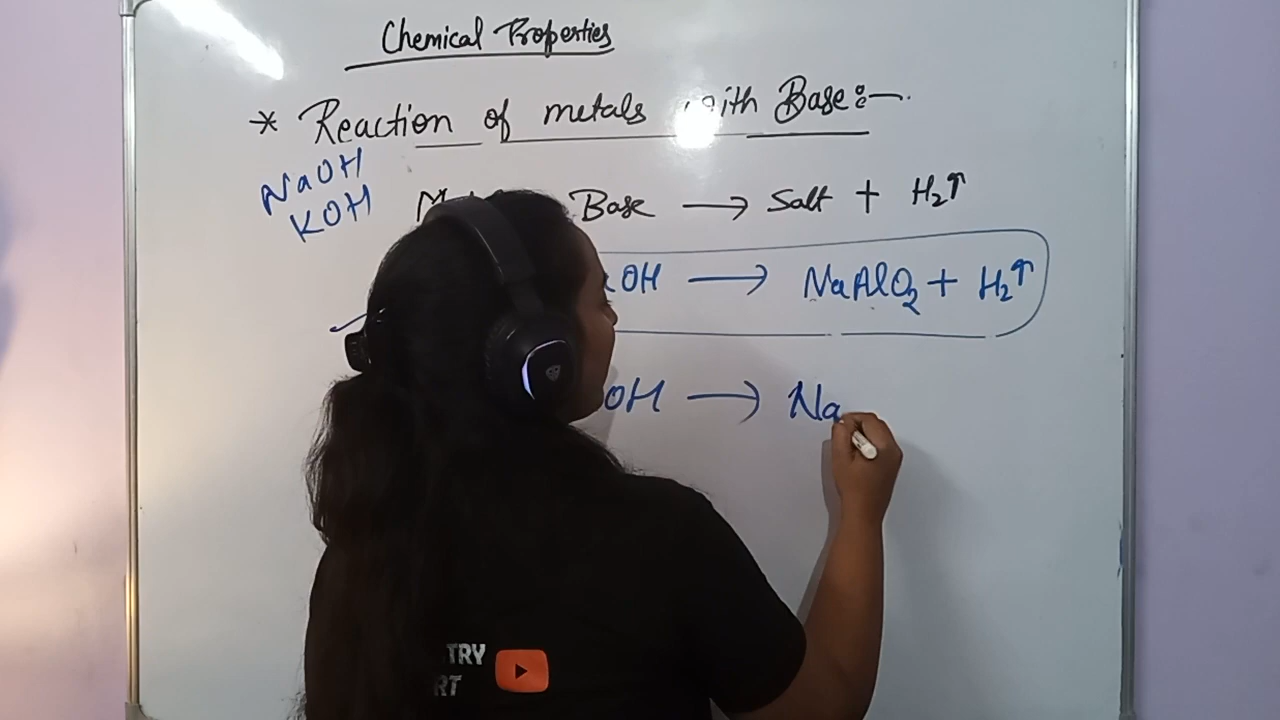 Chemical Properties
* Reaction of metals with Base:-
NaOH
KOH
Base → Salt + H2↑
OH → NaAlO2 + H2↑
OH → Na
TRY
RT